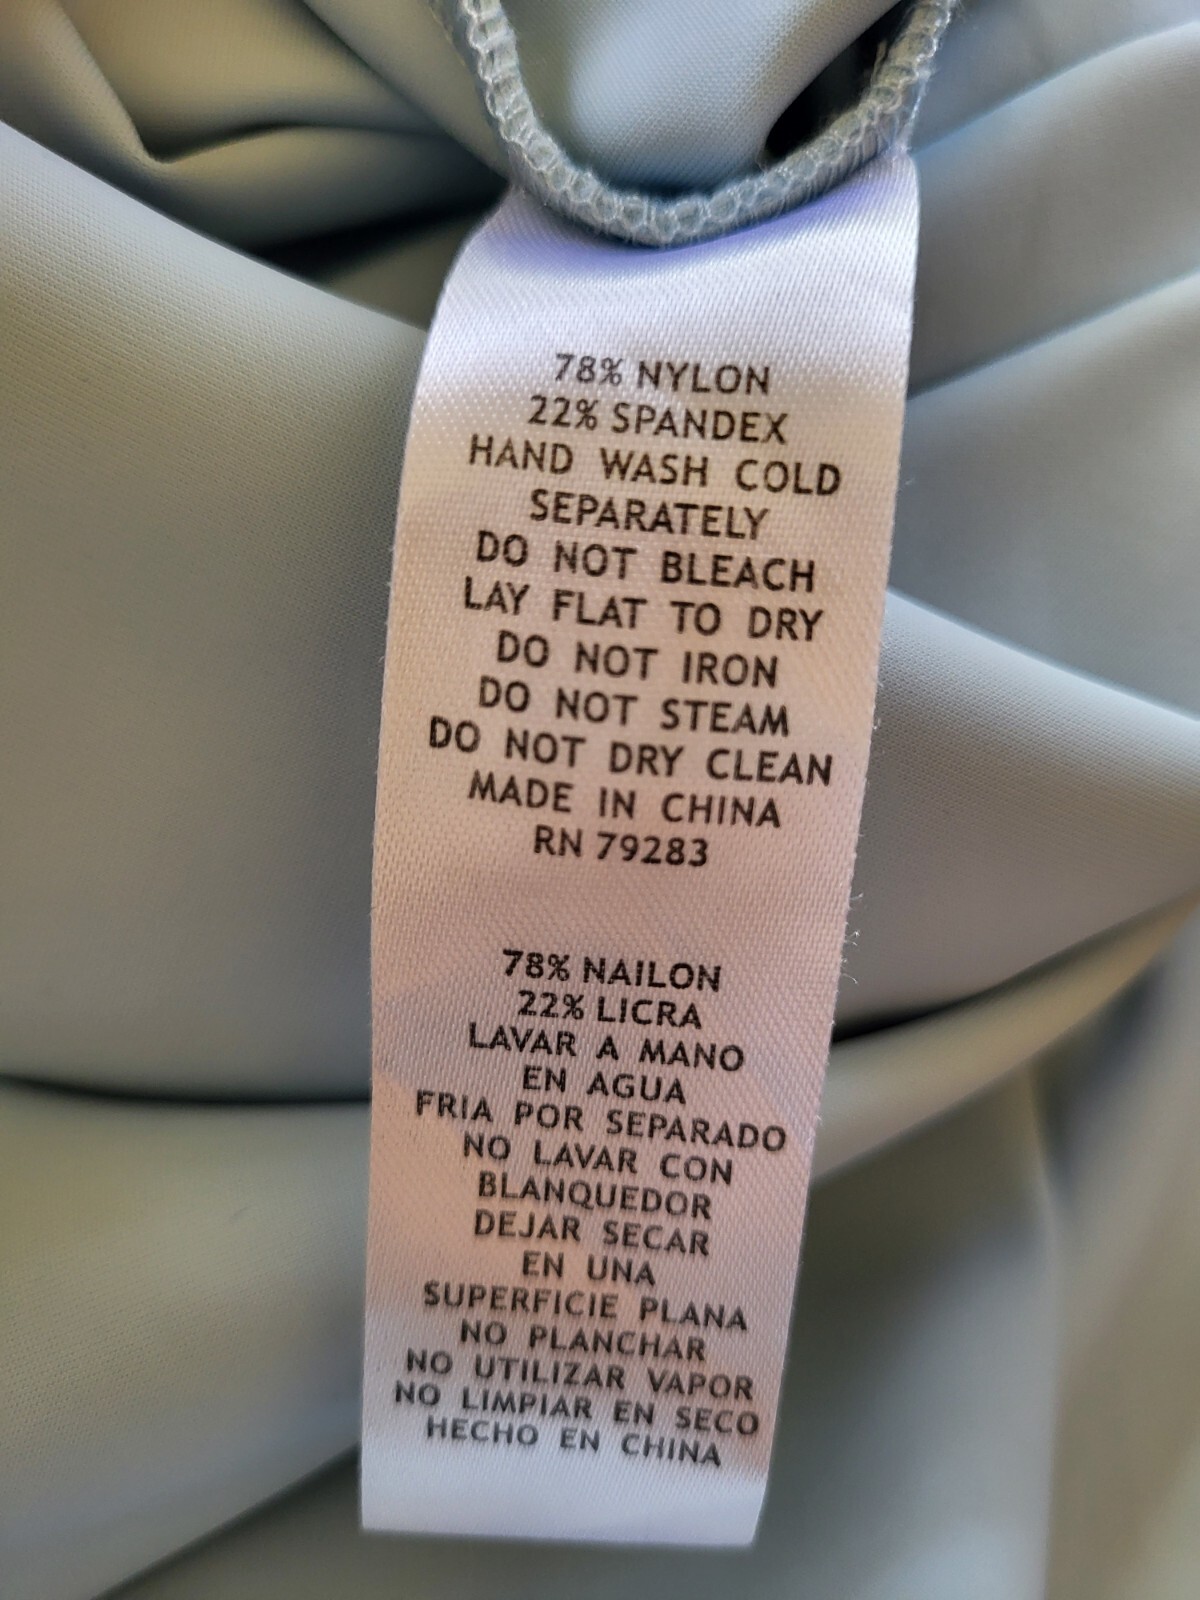 78% NYLON
22% SPANDEX
HAND WASH COLD
SEPARATELY
DO NOT BLEACH
LAY FLAT TO DRY
DO NOT IRON
DO NOT STEAM
DO NOT DRY CLEAN
MADE IN CHINA
RN 79283
78% NAILON
22% LICRA
LAVAR A MANO
EN AGUA
FRIA POR SEPARADO
NO LAVAR CON
BLANQUEDOR
DEJAR SECAR
EN UNA
SUPERFICIE PLANA
NO PLANCHAR
NO UTILIZAR VAPOR
NO LIMPIAR EN SECO
HECHO EN CHINA